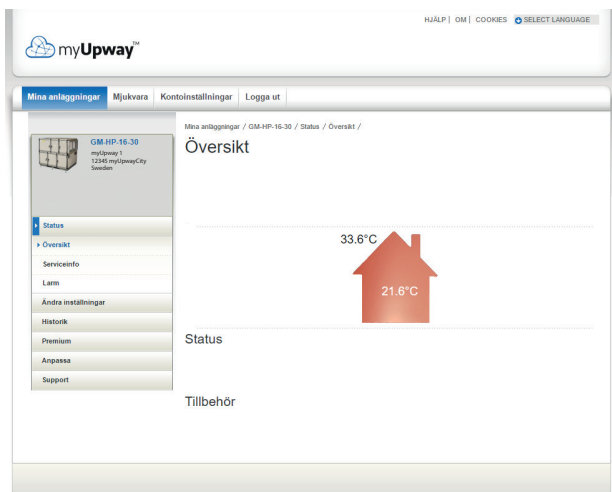 HJÄLP | OM | COOKIES SELECT LANGUAGE
myUpway™
Mina anläggningar Mjukvara Kontoinställningar Logga ut
Mina anläggningar / GM-HP-16-30 / Status / Översikt /
Översikt
GM-HP-16-30
myUpway 1
12345 myUpwayCity
Sweden
Status
Översikt
Serviceinfo
Larm
Ändra inställningar
Historik
Premium
Anpassa
Support
33.6°C
21.6°C
Status
Tillbehör